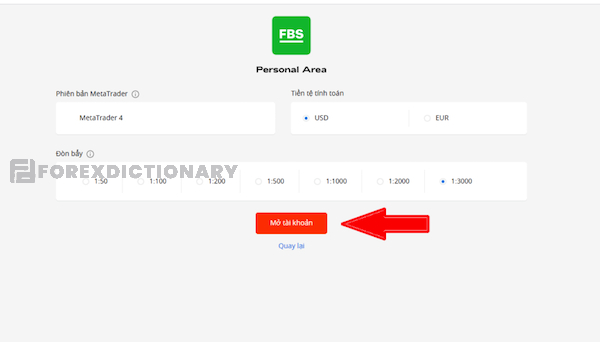 FBS
Personal Area
Phiên bản MetaTrader
Tiền tệ tính toán
MetaTrader 4
USD
EUR
Đòn bẩy
FOREXDICTIONARY
1:50
1:100
1:200
1:500
1:1000
1:2000
1:3000
Mở tài khoản
Quay lại